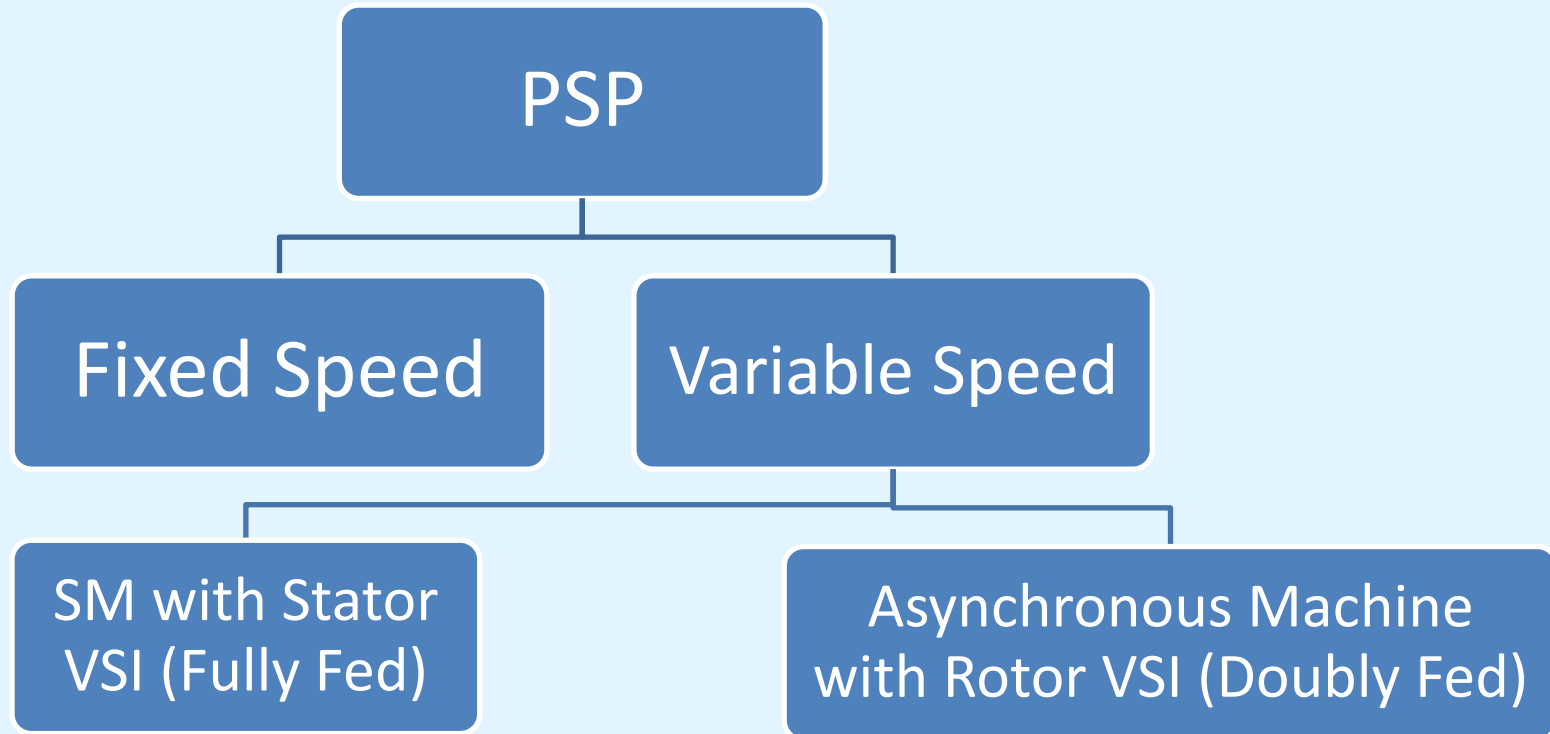 PSP
Fixed Speed
Variable Speed
SM with Stator
VSI (Fully Fed)
Asynchronous Machine
with Rotor VSI (Doubly Fed)